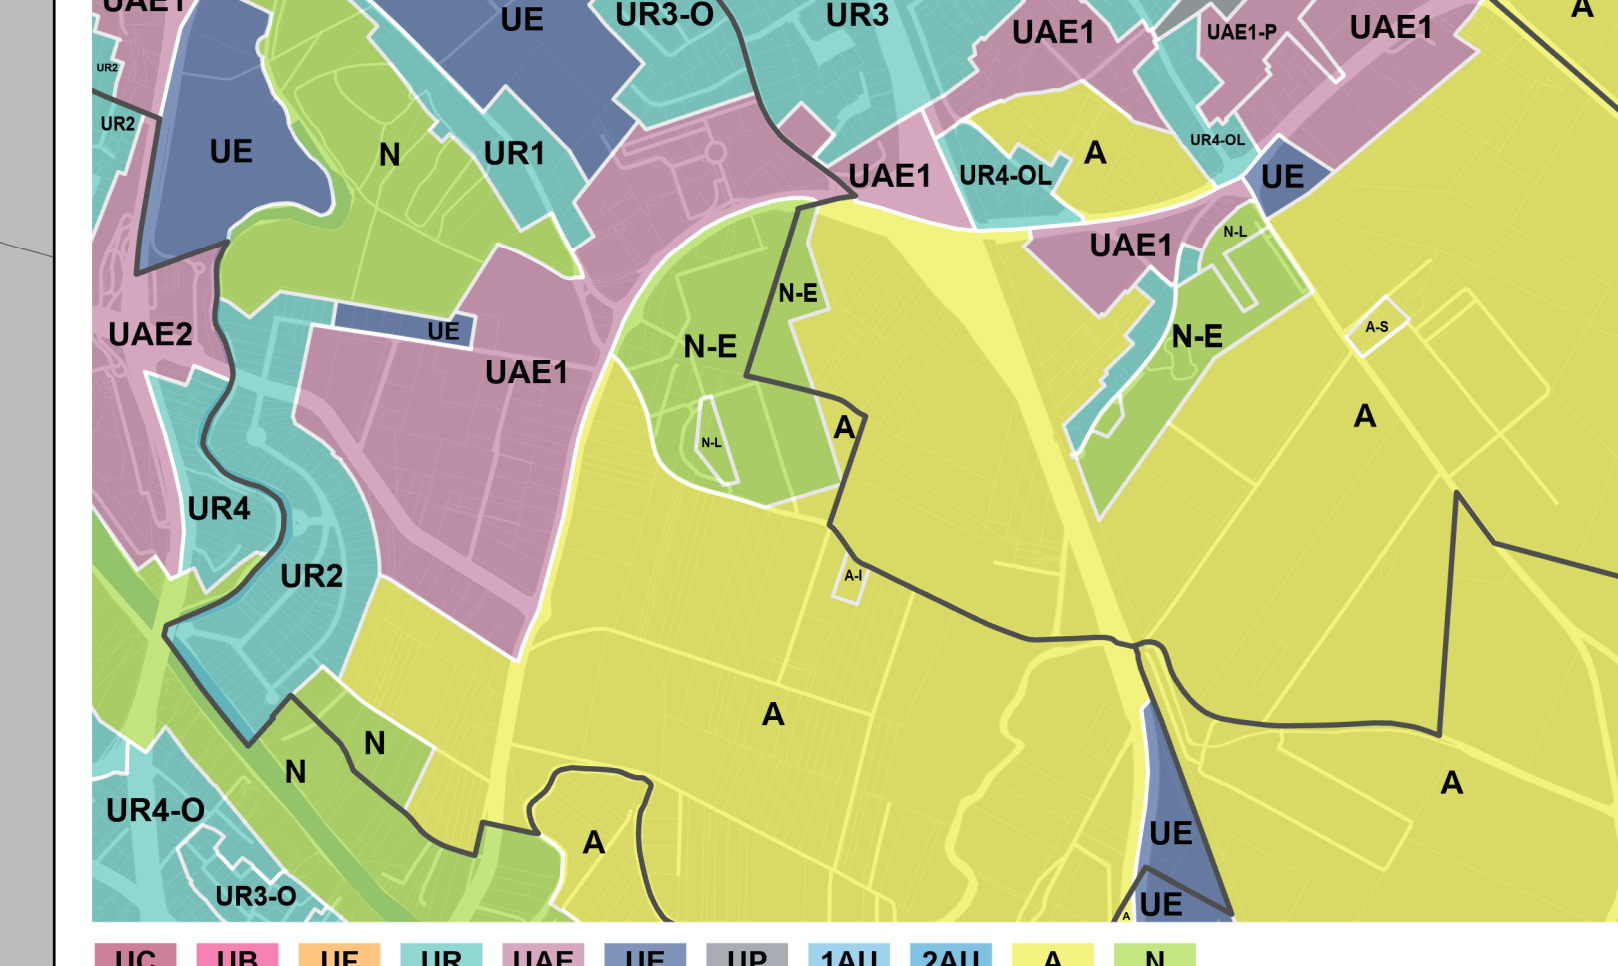 UAE1
UE
UR3-O
UR3
UAE1
UAE1-P
UAE1
A
UR2
UR2
UE
N
UR1
UAE1
UR4-OL
A
UR4-OL
UE
UAE1
N-L
N-E
A-S
UAE2
UE
UAE1
N-E
N-E
N-L
A
A
UR4
UR2
A-I
A
N
N
A
UR4-O
UR3-O
A
UE
UE
A
UC UB UF UR UAE UE UP 1AU 2AU A N